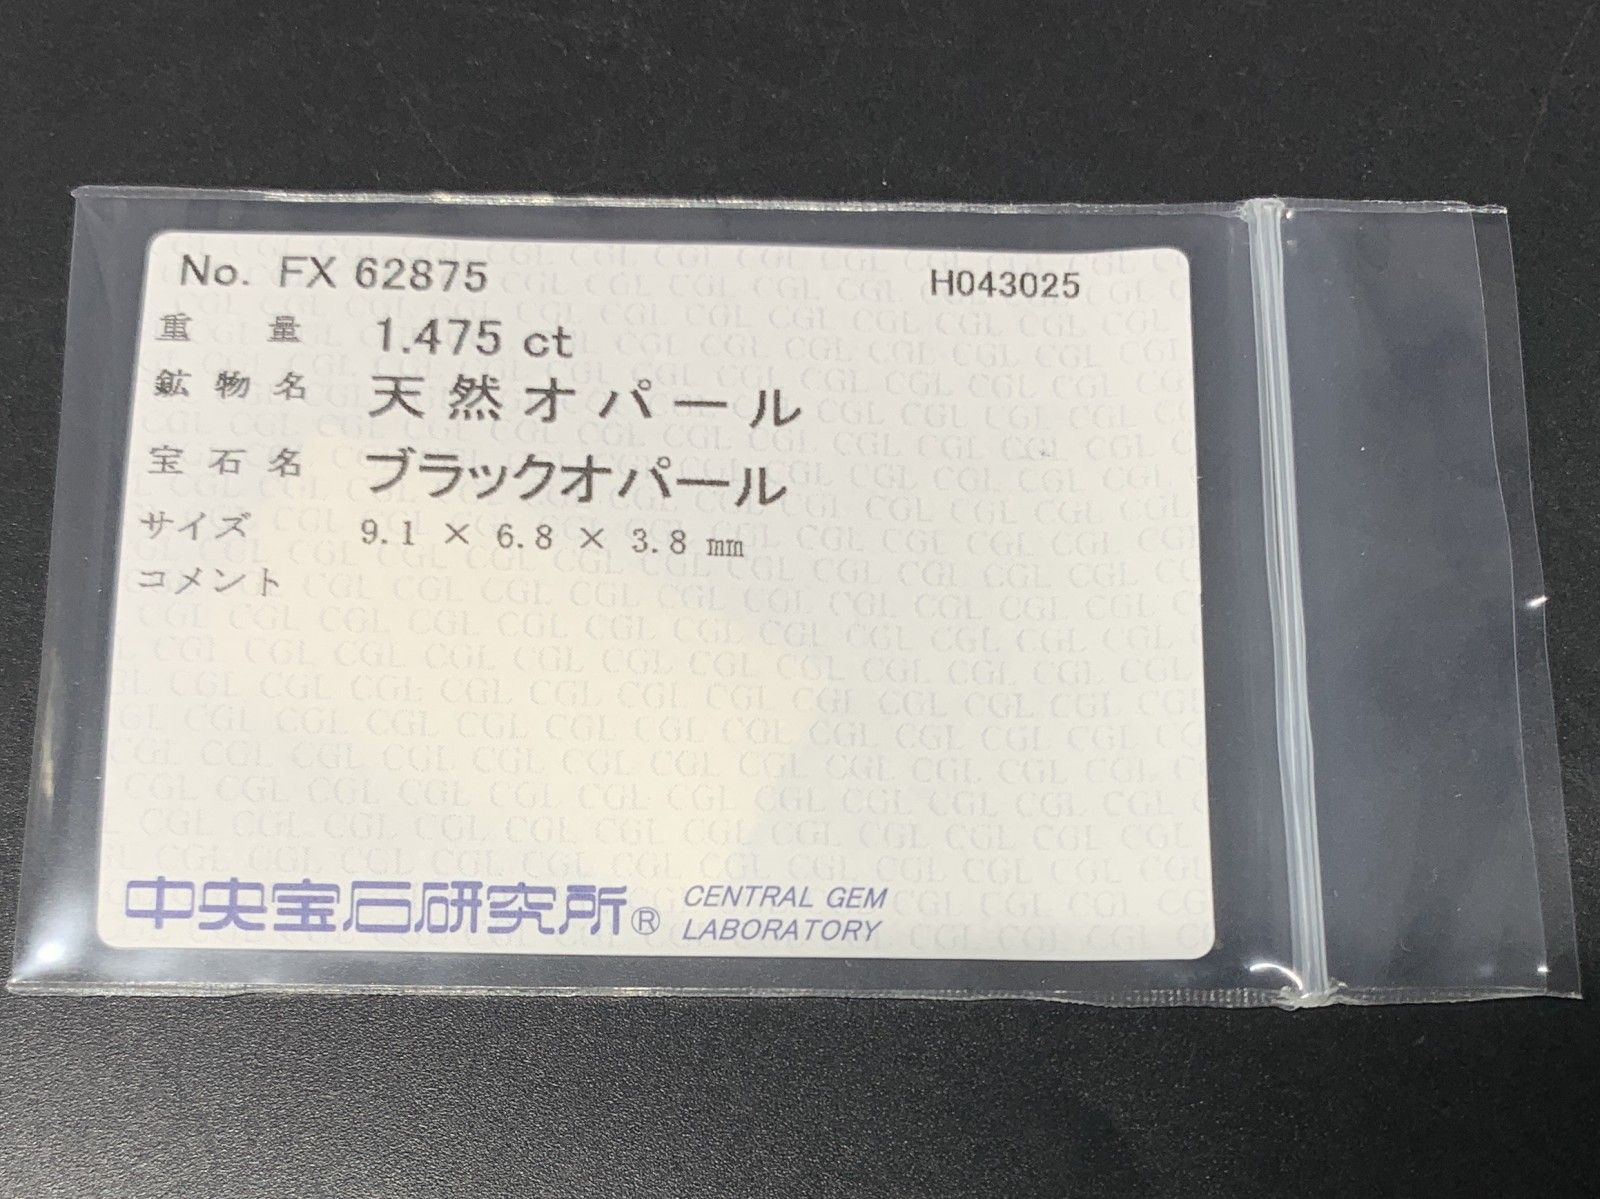 No. FX 62875 H043025
重量 1.475 ct
鉱物名 天然オパール
宝石名 ブラックオパール
サイズ 9.1 × 6.8 × 3.8 ㎜
コメント
中央宝石研究所® CENTRAL GEM
LABORATORY